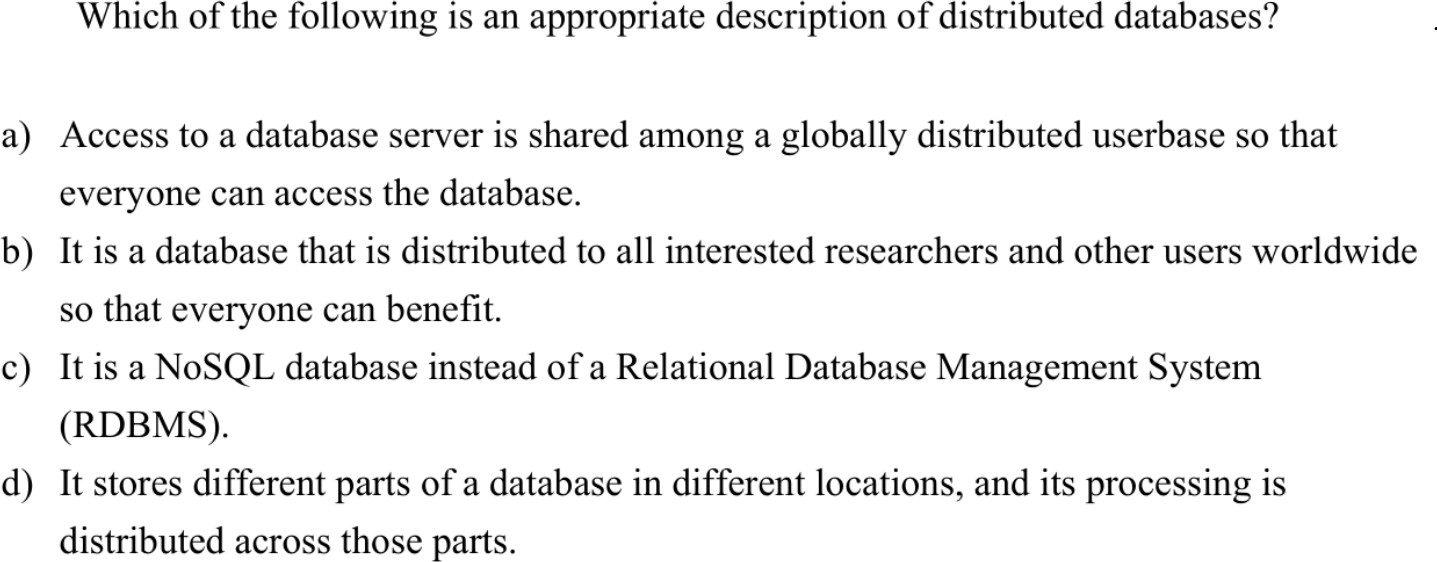 Which of the following is an appropriate description of distributed databases?
a) Access to a database server is shared among a globally distributed userbase so that
everyone can access the database.
b) It is a database that is distributed to all interested researchers and other users worldwide
so that everyone can benefit.
c) It is a NoSQL database instead of a Relational Database Management System
(RDBMS).
d) It stores different parts of a database in different locations, and its processing is
distributed across those parts.